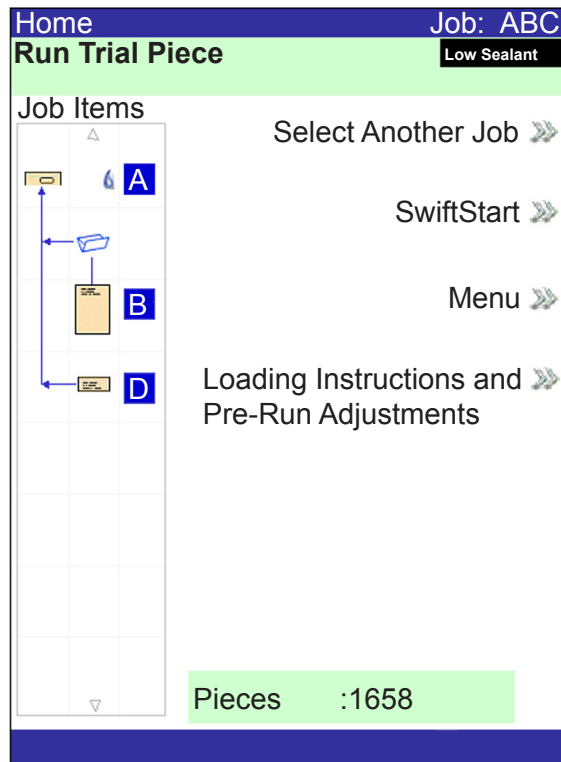 Home Job: ABC
Run Trial Piece Low Sealant
Job Items
Select Another Job
A
SwiftStart
B
Menu
D
Loading Instructions and
Pre-Run Adjustments
Pieces :1658